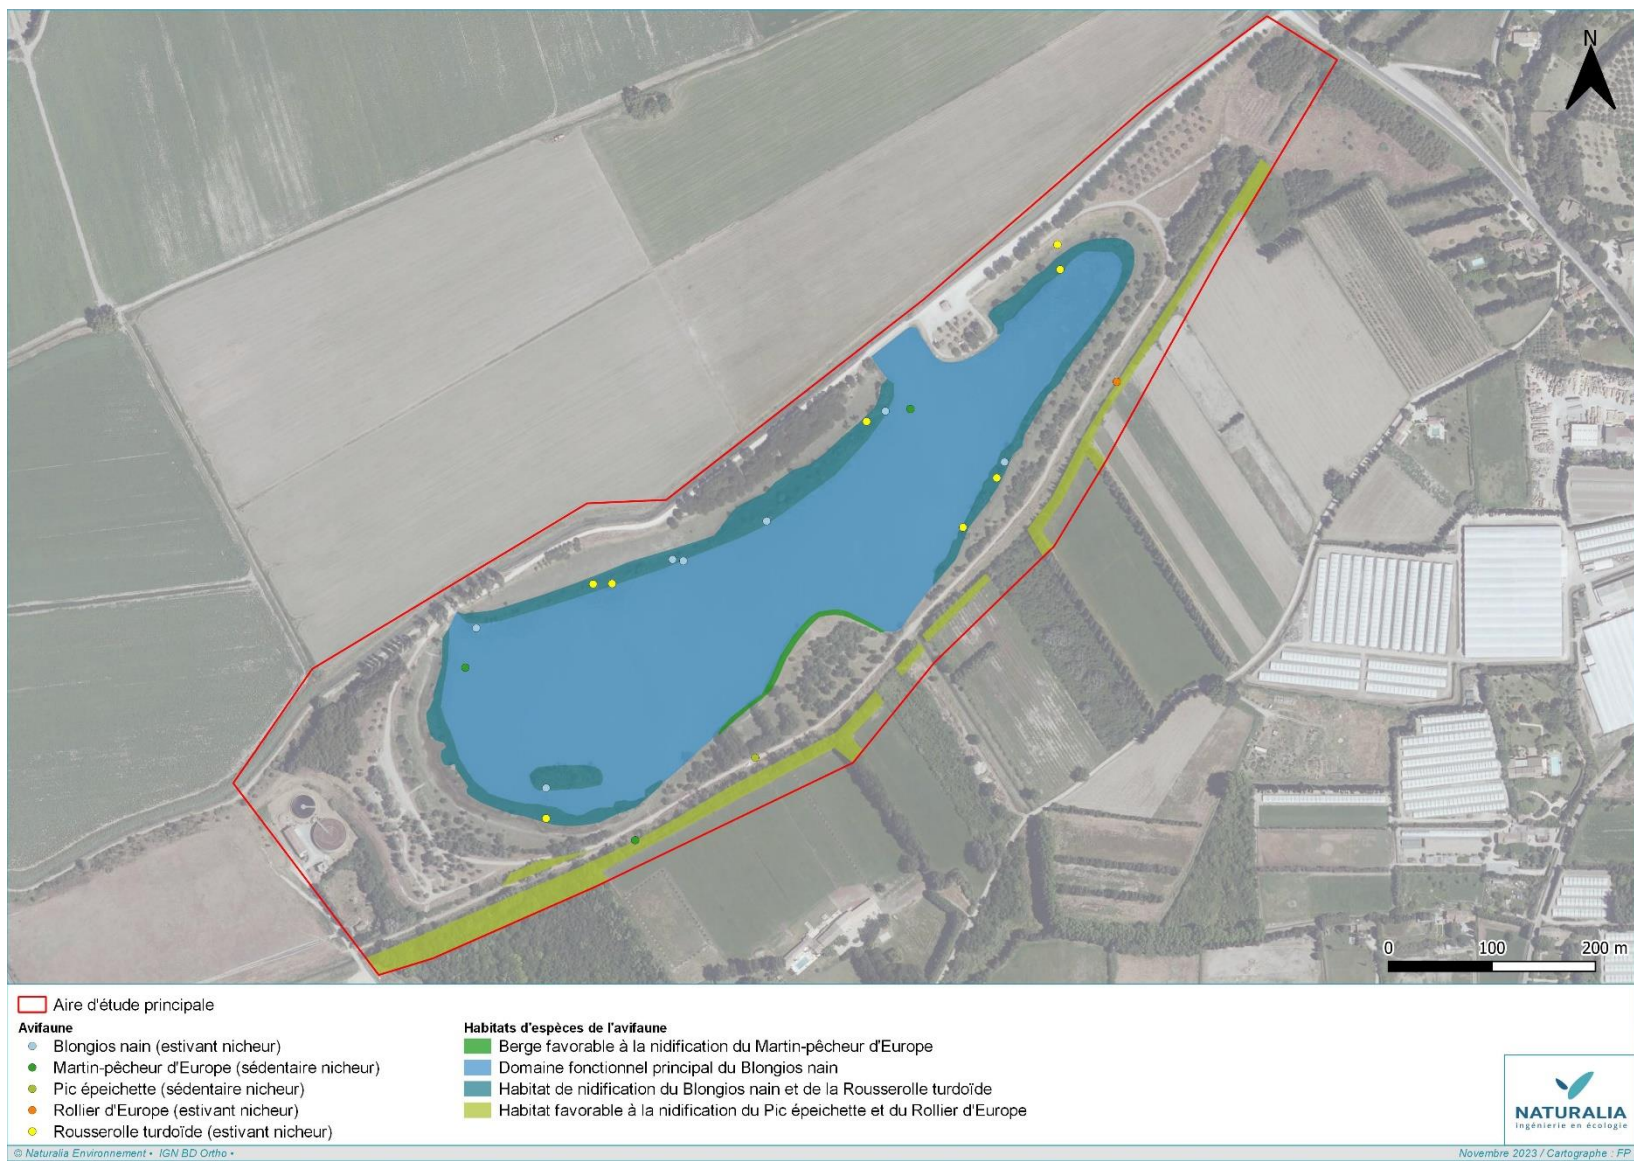 N
0 100 200 m
Aire d'étude principale
Avifaune
Blongios nain (estivant nicheur)
Martin-pêcheur d'Europe (sédentaire nicheur)
Pic épeichette (sédentaire nicheur)
Rollier d'Europe (estivant nicheur)
Rousserolle turdoïde (estivant nicheur)
Habitats d'espèces de l'avifaune
Berge favorable à la nidification du Martin-pêcheur d'Europe
Domaine fonctionnel principal du Blongios nain
Habitat de nidification du Blongios nain et de la Rousserolle turdoïde
Habitat favorable à la nidification du Pic épeichette et du Rollier d'Europe
NATURALIA
Ingénierie en écologie
© Naturalia Environnement • IGN BD Ortho •
Novembre 2023 / Cartographe : FP